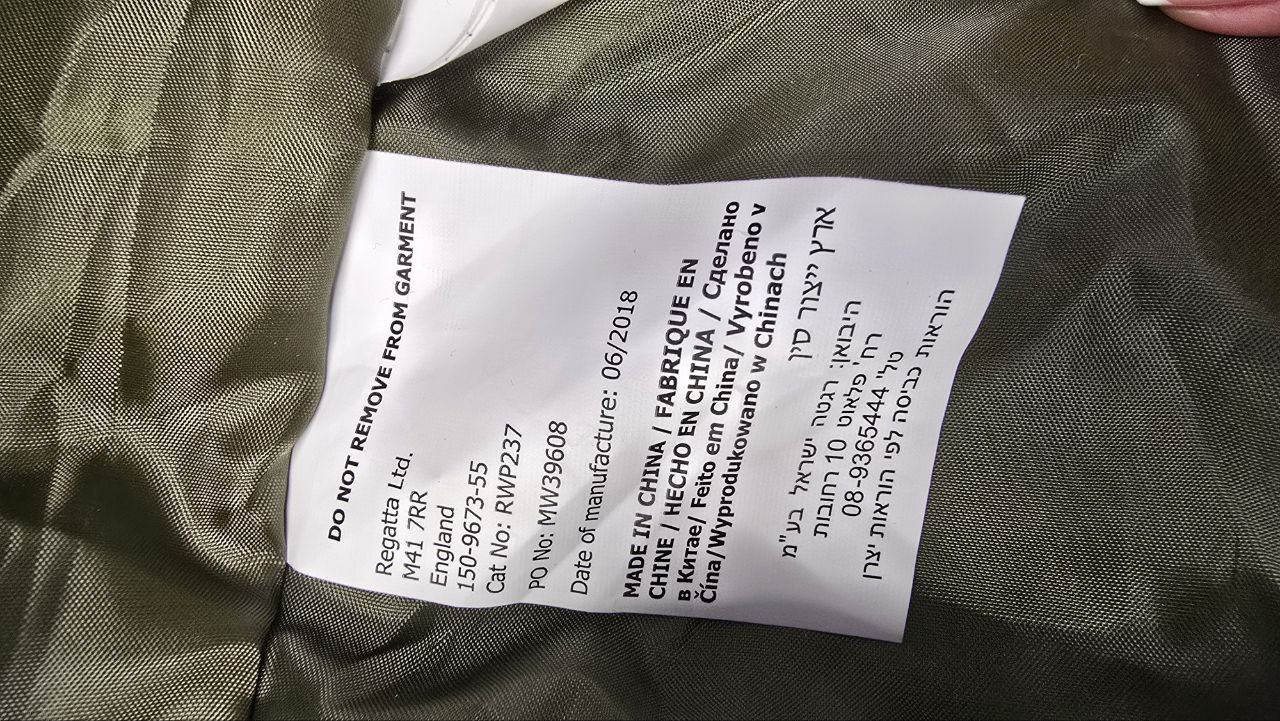 DO NOT REMOVE FROM GARMENT
Regatta Ltd.
M41 7RR
England
150-9673-55
Cat No: RWP237
PO No: MW39608
Date of manufacture: 06/2018
MADE IN CHINA / FABRIQUE EN
CHINE / HECHO EN CHINA / Сделано
в Китае/ Feito em China/ Vyrobeno v
Čína/Wyprodukowano w Chinach
ארץ ייצור סין
היבואן: רגטה ישראל בע"מ
רח' פלאוט 10 רחובות
טל' 08-9365444
הוראות כביסה לפי הוראות יצרן